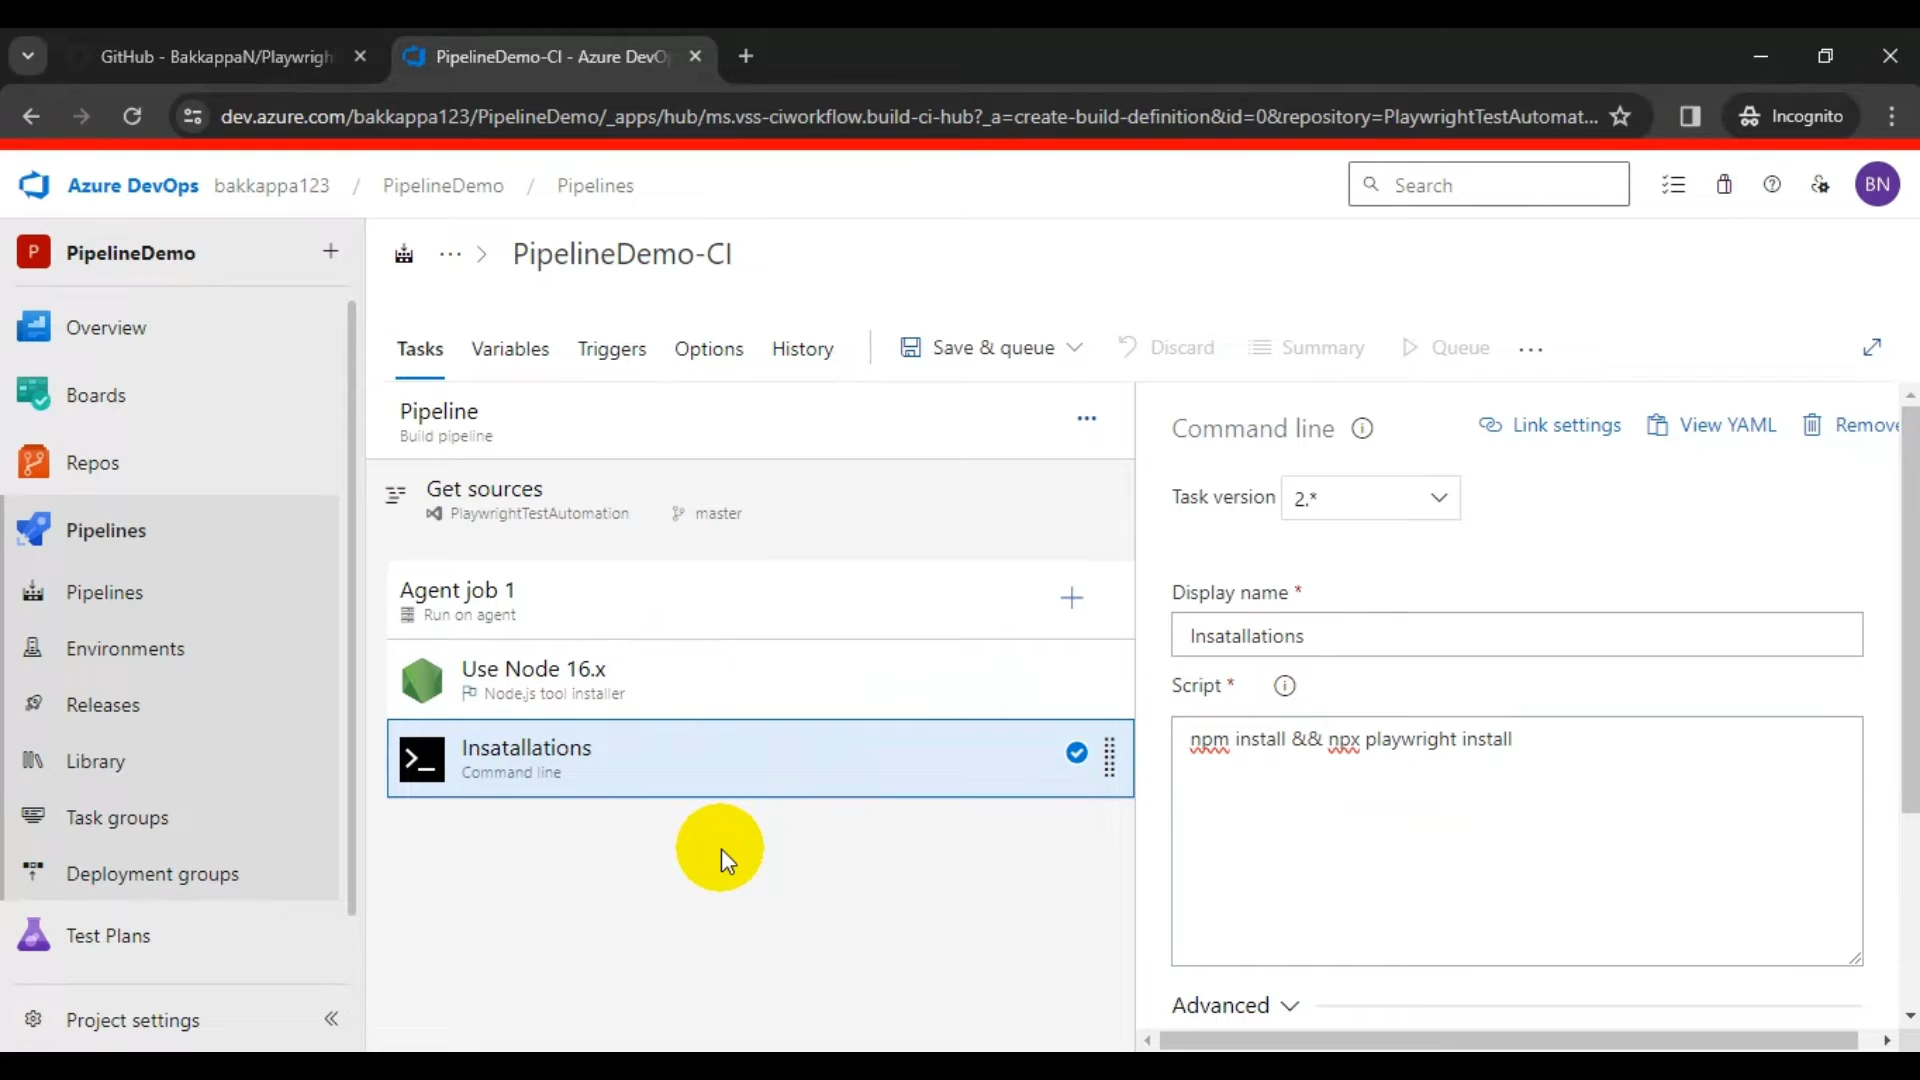 GitHub - BakkappaN/Playwrigh
PipelineDemo-CI - Azure DevO
dev.azure.com/bakkappa123/PipelineDemo/_apps/hub/ms.vss-ciworkflow.build-ci-hub?_a=create-build-definition&id=0&repository=PlaywrightTestAutomat...
Incognito
Azure DevOps
bakkappa123 / PipelineDemo / Pipelines
Search
BN
P
PipelineDemo
Overview
Boards
Repos
Pipelines
Pipelines
Environments
Releases
Library
Task groups
Deployment groups
Test Plans
Project settings
... > PipelineDemo-CI
Tasks
Variables
Triggers
Options
History
Save & queue
Discard
Summary
Queue
...
Pipeline
Build pipeline
Get sources
PlaywrightTestAutomation
master
Agent job 1
Run on agent
Use Node 16.x
Node.js tool installer
Insatallations
Command line
Command line
Link settings
View YAML
Remove
Task version
2.*
Display name *
Insatallations
Script *
npm install && npx playwright install
Advanced